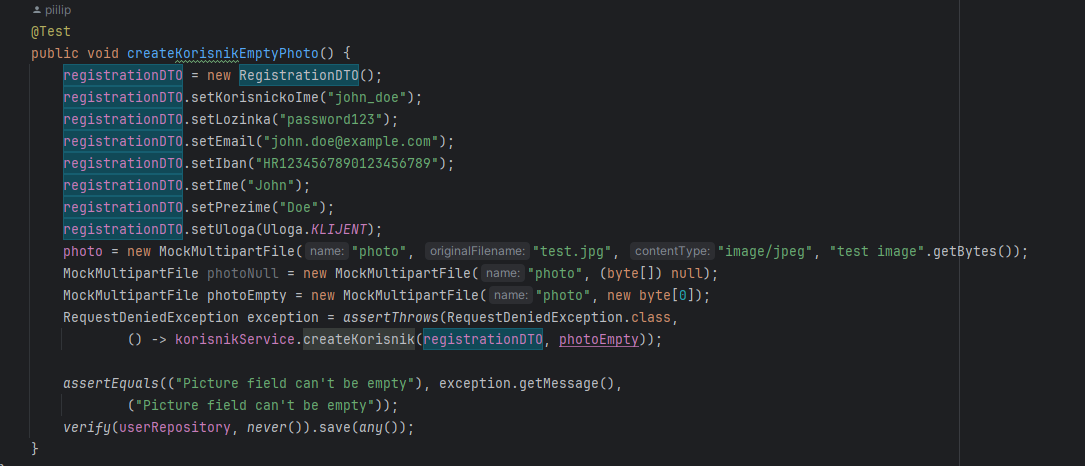 piilip
@Test
public void createKorisnikEmptyPhoto() {
registrationDTO = new RegistrationDTO();
registrationDTO.setKorisnickoIme("john_doe");
registrationDTO.setLozinka("password123");
registrationDTO.setEmail("john.doe@example.com");
registrationDTO.setIban("HR1234567890123456789");
registrationDTO.setIme("John");
registrationDTO.setPrezime("Doe");
registrationDTO.setUloga(Uloga.KLIJENT);
photo = new MockMultipartFile( name: "photo", originalFilename: "test.jpg", contentType: "image/jpeg", "test image".getBytes());
MockMultipartFile photoNull = new MockMultipartFile( name: "photo", (byte[]) null);
MockMultipartFile photoEmpty = new MockMultipartFile( name: "photo", new byte[0]);
RequestDeniedException exception = assertThrows(RequestDeniedException.class,
() -> korisnikService.createKorisnik(registrationDTO, photoEmpty));
assertEquals(("Picture field can't be empty"), exception.getMessage(),
("Picture field can't be empty"));
verify(userRepository, never()).save(any());
}